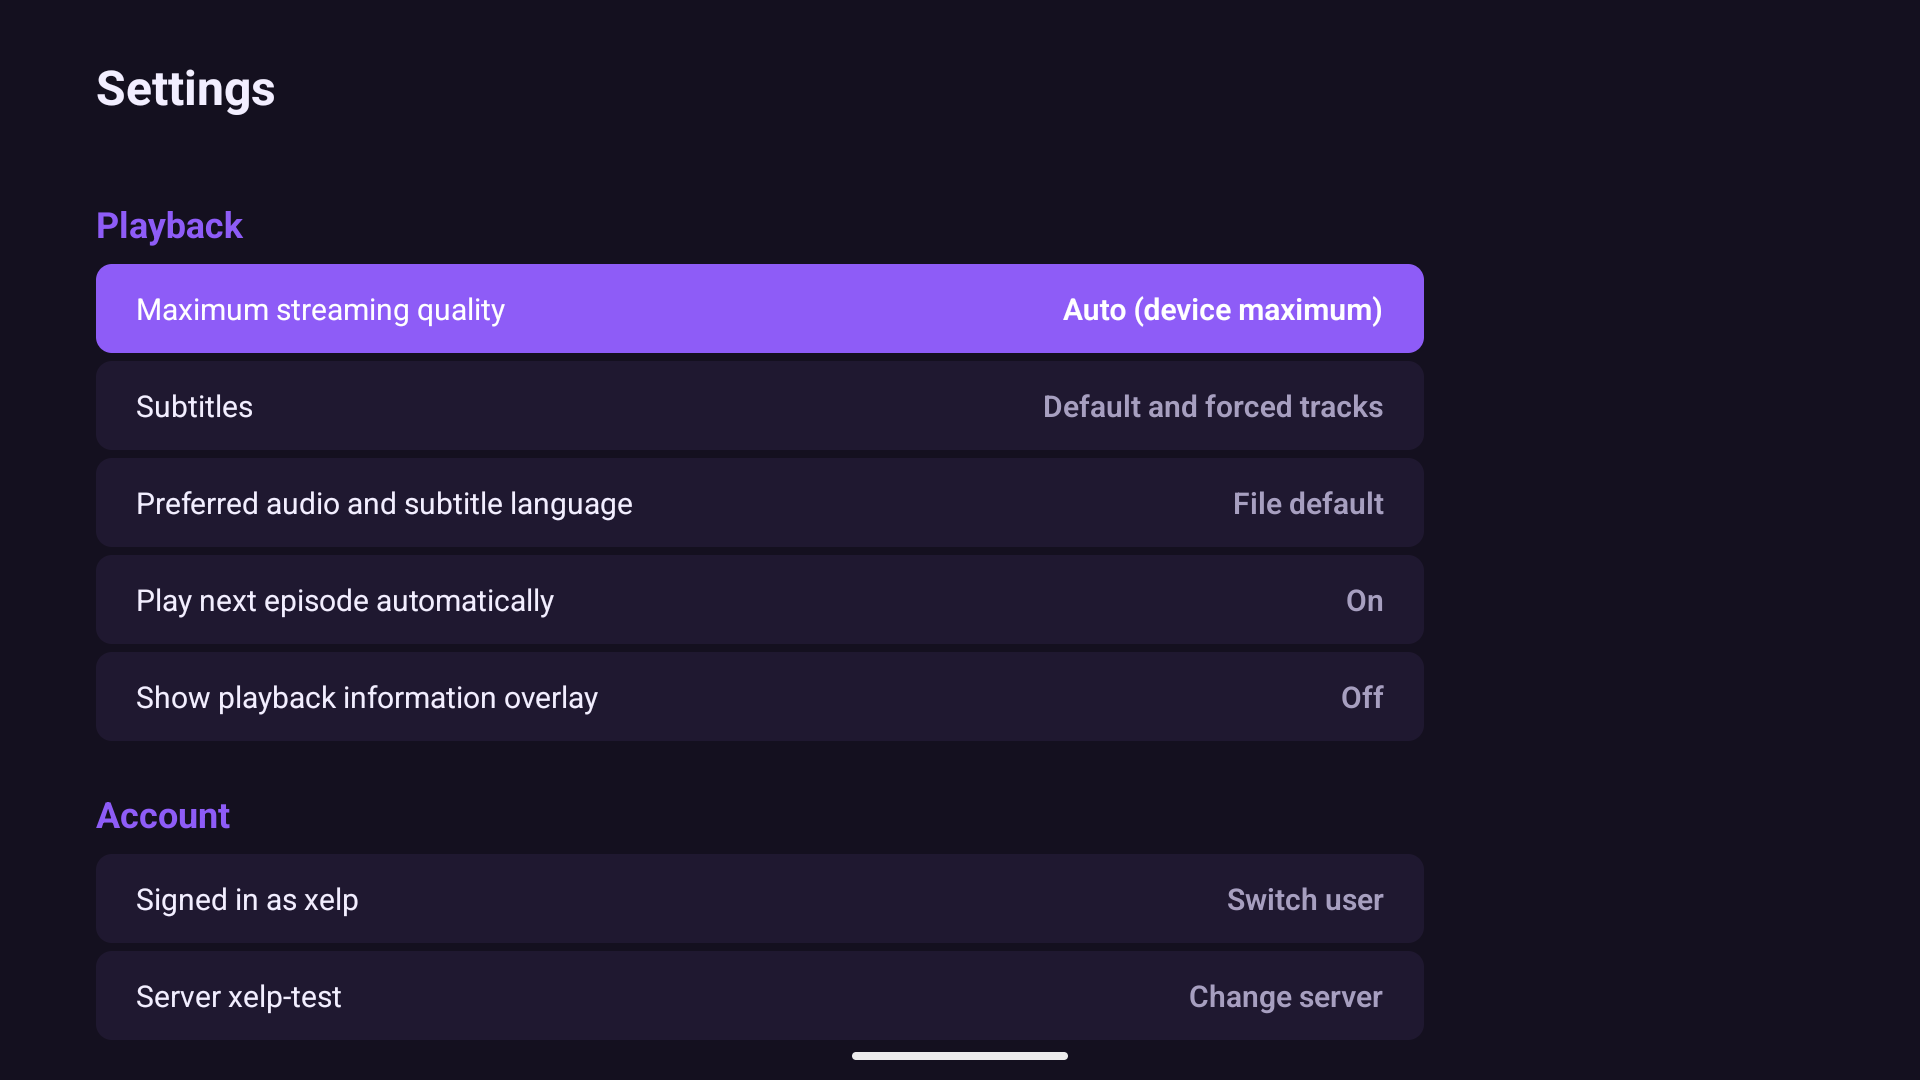 Settings
Playback
Maximum streaming quality Auto (device maximum)
Subtitles Default and forced tracks
Preferred audio and subtitle language File default
Play next episode automatically On
Show playback information overlay Off
Account
Signed in as xelp Switch user
Server xelp-test Change server